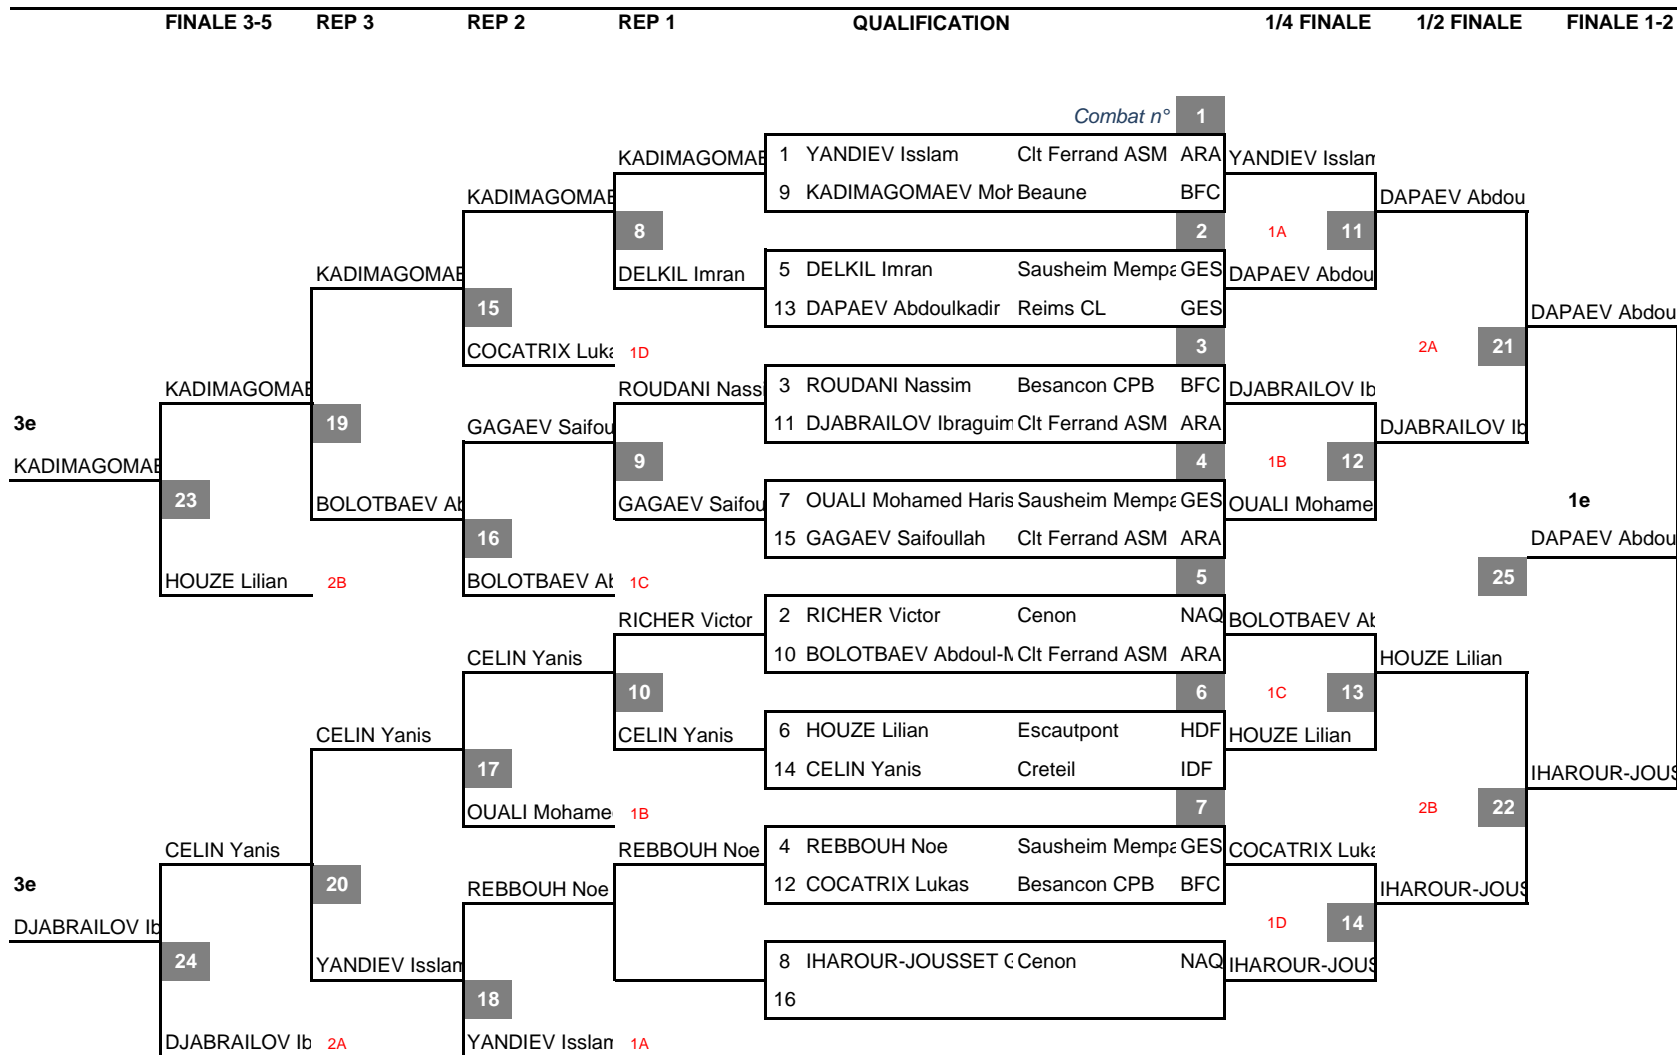 FINALE 3-5 REP 3 REP 2 REP 1 QUALIFICATION 1/4 FINALE 1/2 FINALE FINALE 1-2
Combat n° 1
KADIMAGOMAE 1 YANDIEV Isslam Clt Ferrand ASM ARA YANDIEV Isslam
KADIMAGOMAE 9 KADIMAGOMAEV Moh Beaune BFC DAPAEV Abdou
8 2 1A 11
KADIMAGOMAE DELKIL Imran 5 DELKIL Imran Sausheim Mempa GES DAPAEV Abdou
15 13 DAPAEV Abdoulkadir Reims CL GES DAPAEV Abdou
COCATRIX Luka 1D 3 2A 21
KADIMAGOMAE ROUDANI Nassi 3 ROUDANI Nassim Besancon CPB BFC DJABRAILOV Ib
3e 19 GAGAEV Saifou 11 DJABRAILOV Ibraguim Clt Ferrand ASM ARA DJABRAILOV Ib
KADIMAGOMAE 9 4 1B 12
23 BOLOTBAEV Ab GAGAEV Saifou 7 OUALI Mohamed Haris Sausheim Mempa GES OUALI Mohame 1e
16 15 GAGAEV Saifoullah Clt Ferrand ASM ARA DAPAEV Abdou
HOUZE Lilian 2B BOLOTBAEV Ab 1C 5 25
RICHER Victor 2 RICHER Victor Cenon NAQ BOLOTBAEV Ab
CELIN Yanis 10 BOLOTBAEV Abdoul-M Clt Ferrand ASM ARA HOUZE Lilian
10 6 1C 13
CELIN Yanis CELIN Yanis 6 HOUZE Lilian Escautpont HDF HOUZE Lilian
17 14 CELIN Yanis Creteil IDF IHAROUR-JOUS
OUALI Mohame 1B 7 2B 22
CELIN Yanis REBBOUH Noe 4 REBBOUH Noe Sausheim Mempa GES COCATRIX Luka
3e 20 REBBOUH Noe 12 COCATRIX Lukas Besancon CPB BFC IHAROUR-JOUS
DJABRAILOV Ib 1D 14
24 YANDIEV Isslam 8 IHAROUR-JOUSSET G Cenon NAQ IHAROUR-JOUS
18 16
DJABRAILOV Ib 2A YANDIEV Isslam 1A